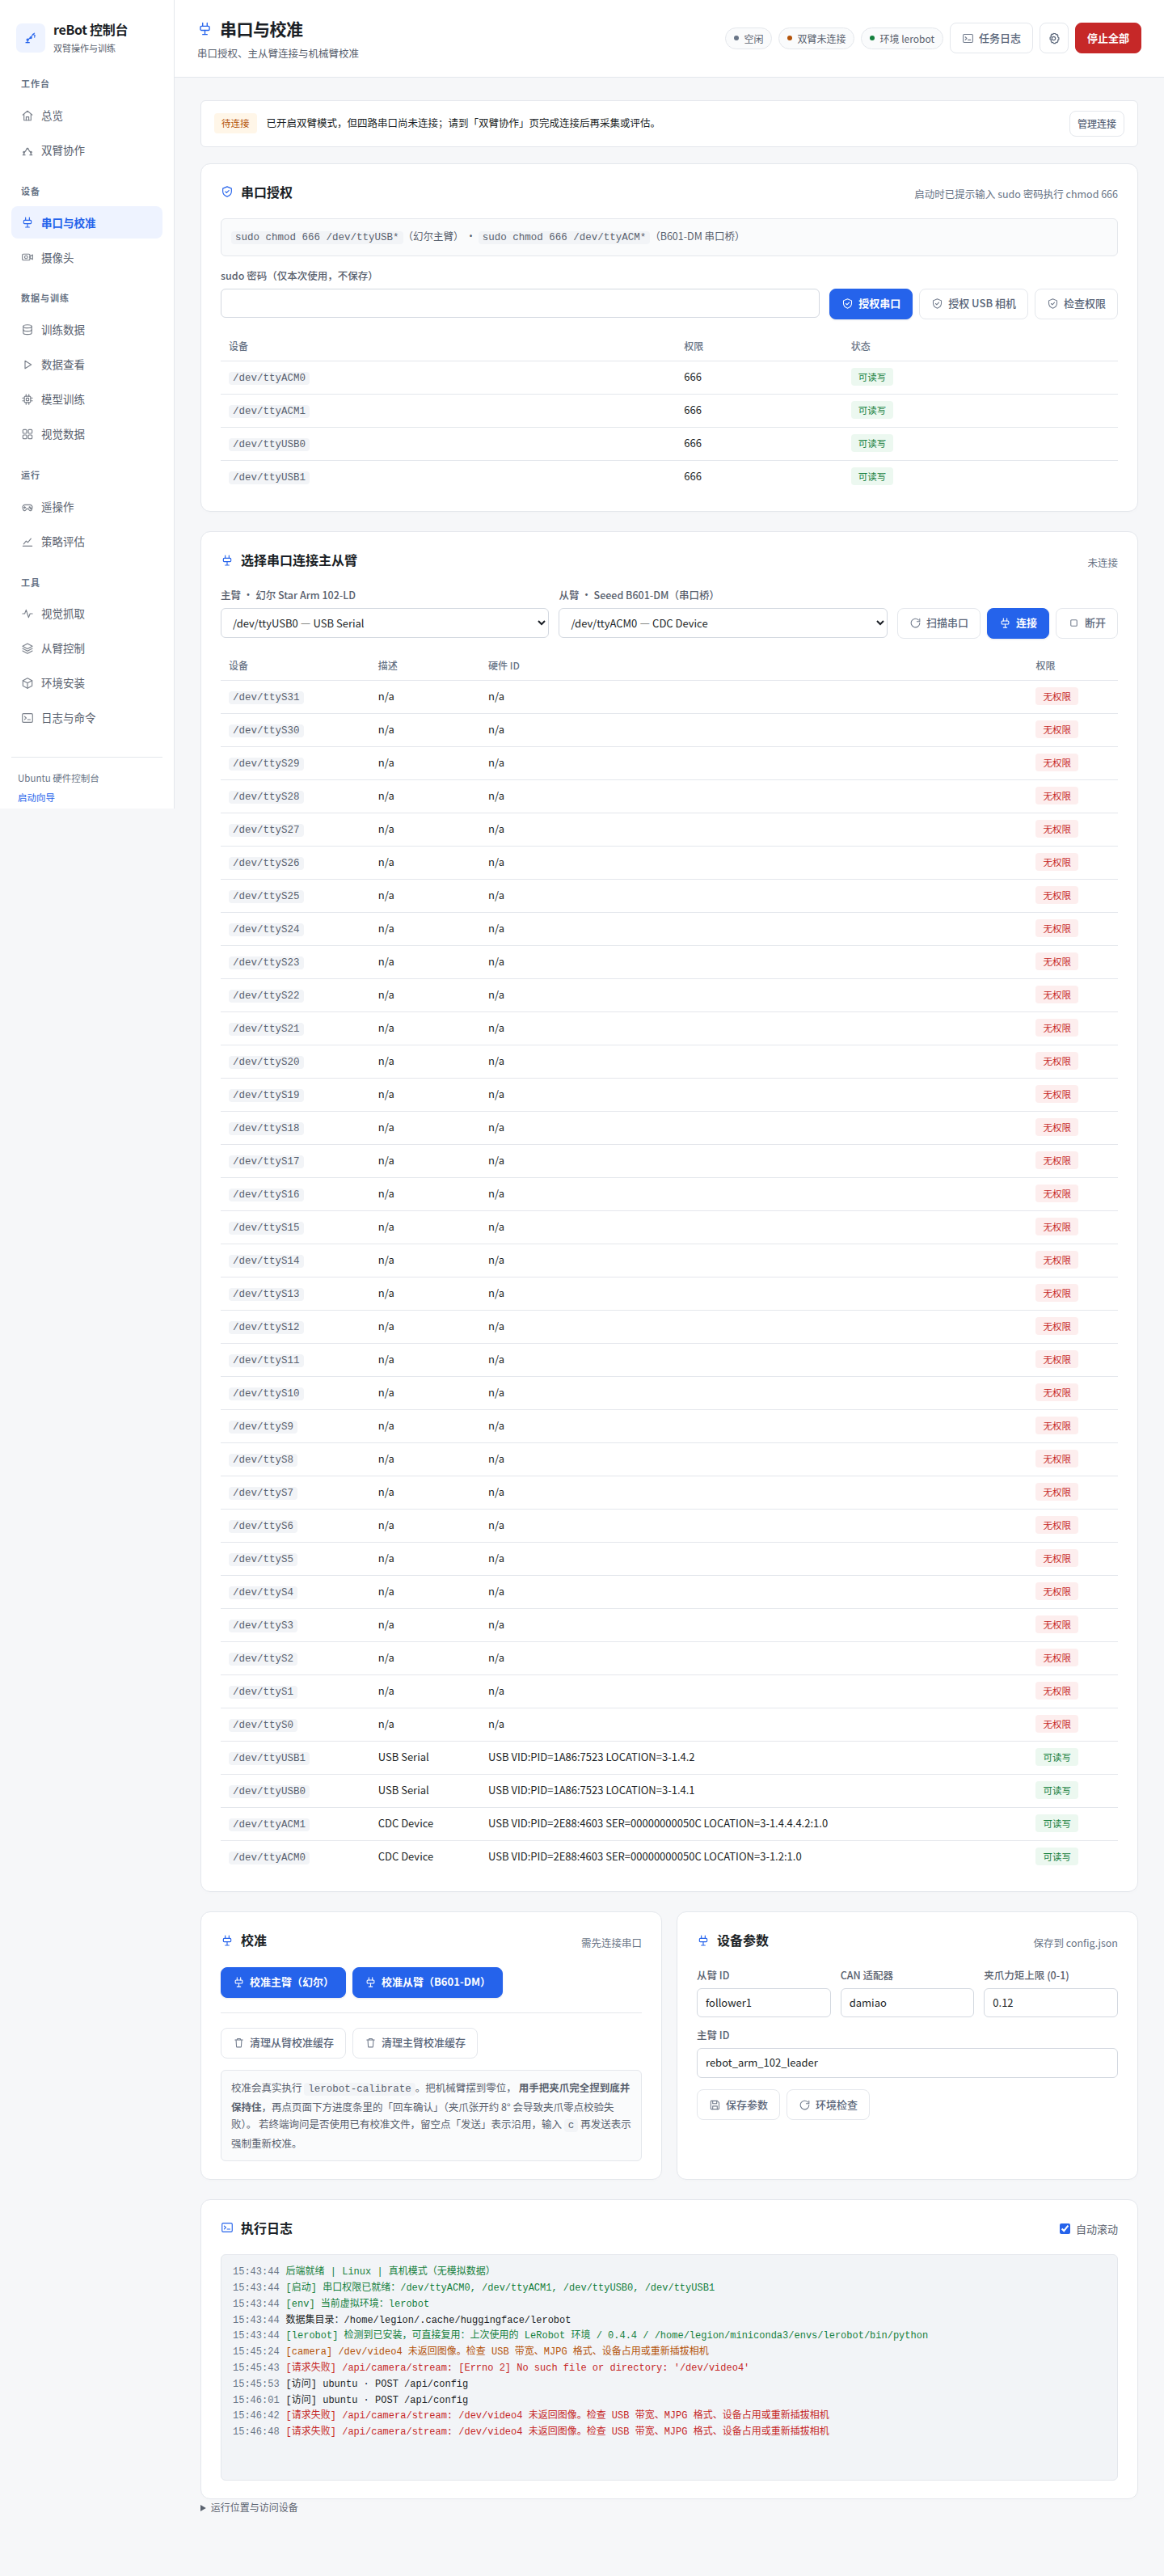 reBot 控制台
双臂操作与训练
工作台
总览
双臂协作
设备
串口与校准
摄像头
数据与训练
训练数据
数据查看
模型训练
视觉数据
运行
遥操作
策略评估
工具
视觉抓取
从臂控制
环境安装
日志与命令
Ubuntu 硬件控制台
启动向导
串口与校准
串口授权、主从臂连接与机械臂校准
空闲
双臂未连接
环境 lerobot
任务日志
停止全部
待连接 已开启双臂模式，但四路串口尚未连接；请到「双臂协作」页完成连接后再采集或评估。 管理连接
串口授权 启动时已提示输入 sudo 密码执行 chmod 666
sudo chmod 666 /dev/ttyUSB*（幻尔主臂） · sudo chmod 666 /dev/ttyACM*（B601-DM 串口桥）
sudo 密码（仅本次使用，不保存）
授权串口 授权 USB 相机 检查权限
设备 权限 状态
/dev/ttyACM0 666 可读写
/dev/ttyACM1 666 可读写
/dev/ttyUSB0 666 可读写
/dev/ttyUSB1 666 可读写
选择串口连接主从臂 未连接
主臂 · 幻尔 Star Arm 102-LD 从臂 · Seeed B601-DM（串口桥）
/dev/ttyUSB0 — USB Serial /dev/ttyACM0 — CDC Device 扫描串口 连接 断开
设备 描述 硬件 ID 权限
/dev/ttyS31 n/a n/a 无权限
/dev/ttyS30 n/a n/a 无权限
/dev/ttyS29 n/a n/a 无权限
/dev/ttyS28 n/a n/a 无权限
/dev/ttyS27 n/a n/a 无权限
/dev/ttyS26 n/a n/a 无权限
/dev/ttyS25 n/a n/a 无权限
/dev/ttyS24 n/a n/a 无权限
/dev/ttyS23 n/a n/a 无权限
/dev/ttyS22 n/a n/a 无权限
/dev/ttyS21 n/a n/a 无权限
/dev/ttyS20 n/a n/a 无权限
/dev/ttyS19 n/a n/a 无权限
/dev/ttyS18 n/a n/a 无权限
/dev/ttyS17 n/a n/a 无权限
/dev/ttyS16 n/a n/a 无权限
/dev/ttyS15 n/a n/a 无权限
/dev/ttyS14 n/a n/a 无权限
/dev/ttyS13 n/a n/a 无权限
/dev/ttyS12 n/a n/a 无权限
/dev/ttyS11 n/a n/a 无权限
/dev/ttyS10 n/a n/a 无权限
/dev/ttyS9 n/a n/a 无权限
/dev/ttyS8 n/a n/a 无权限
/dev/ttyS7 n/a n/a 无权限
/dev/ttyS6 n/a n/a 无权限
/dev/ttyS5 n/a n/a 无权限
/dev/ttyS4 n/a n/a 无权限
/dev/ttyS3 n/a n/a 无权限
/dev/ttyS2 n/a n/a 无权限
/dev/ttyS1 n/a n/a 无权限
/dev/ttyS0 n/a n/a 无权限
/dev/ttyUSB1 USB Serial USB VID:PID=1A86:7523 LOCATION=3-1.4.2 可读写
/dev/ttyUSB0 USB Serial USB VID:PID=1A86:7523 LOCATION=3-1.4.1 可读写
/dev/ttyACM1 CDC Device USB VID:PID=2E88:4603 SER=00000000050C LOCATION=3-1.4.4.4.2:1.0 可读写
/dev/ttyACM0 CDC Device USB VID:PID=2E88:4603 SER=00000000050C LOCATION=3-1.2:1.0 可读写
校准 需先连接串口
校准主臂（幻尔） 校准从臂（B601-DM）
清理从臂校准缓存 清理主臂校准缓存
校准会真实执行 lerobot-calibrate 。把机械臂摆到零位， 用手把夹爪完全捏到底并
保持住，再点页面下方进度条里的「回车确认」（夹爪张开约 8° 会导致夹爪零点校验失
败）。 若终端询问是否使用已有校准文件，留空点「发送」表示沿用，输入 c 再发送表示
强制重新校准。
设备参数 保存到 config.json
从臂 ID CAN 适配器 夹爪力矩上限 (0-1)
follower1 damiao 0.12
主臂 ID
rebot_arm_102_leader
保存参数 环境检查
执行日志 自动滚动
15:43:44 后端就绪 | Linux | 真机模式（无模拟数据）
15:43:44 [启动] 串口权限已就绪：/dev/ttyACM0, /dev/ttyACM1, /dev/ttyUSB0, /dev/ttyUSB1
15:43:44 [env] 当前虚拟环境：lerobot
15:43:44 数据集目录：/home/legion/.cache/huggingface/lerobot
15:43:44 [lerobot] 检测到已安装，可直接复用：上次使用的 LeRobot 环境 / 0.4.4 / /home/legion/miniconda3/envs/lerobot/bin/python
15:45:24 [camera] /dev/video4 未返回图像。检查 USB 带宽、MJPG 格式、设备占用或重新插拔相机
15:45:43 [请求失败] /api/camera/stream: [Errno 2] No such file or directory: '/dev/video4'
15:45:53 [访问] ubuntu · POST /api/config
15:46:01 [访问] ubuntu · POST /api/config
15:46:42 [请求失败] /api/camera/stream: /dev/video4 未返回图像。检查 USB 带宽、MJPG 格式、设备占用或重新插拔相机
15:46:48 [请求失败] /api/camera/stream: /dev/video4 未返回图像。检查 USB 带宽、MJPG 格式、设备占用或重新插拔相机
运行位置与访问设备